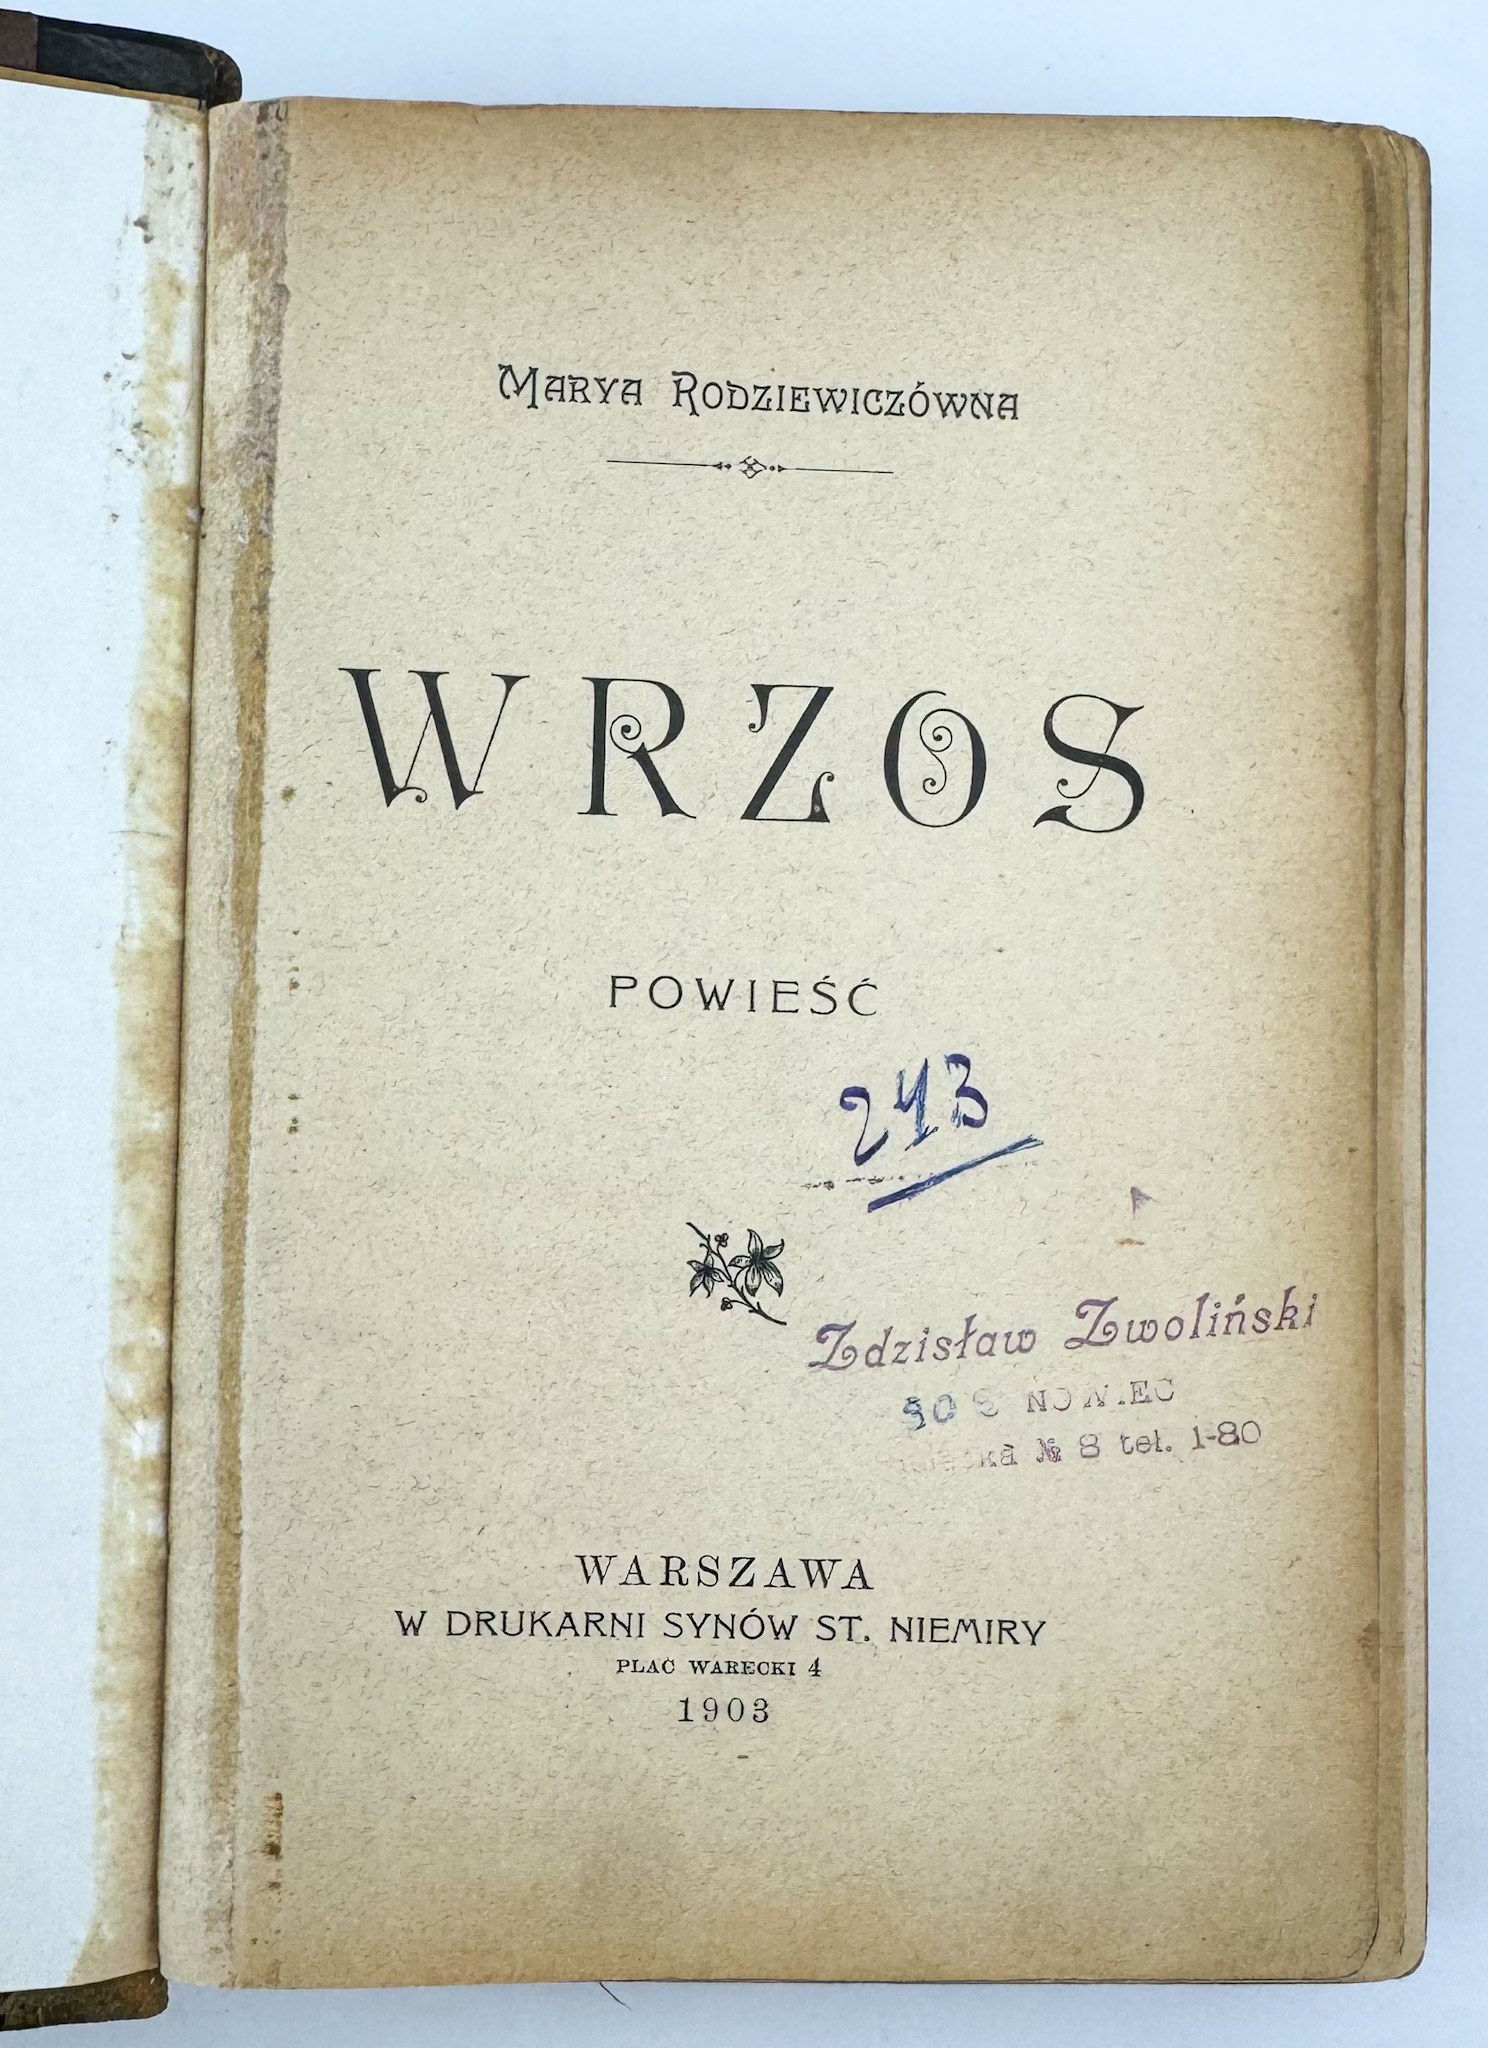 Marya Rodziewiczówna
WRZOS
POWIEŚĆ
243
Zdzisław Zwoliński
SOSNOWIEC
№ 8 tel. 1-80
WARSZAWA
W DRUKARNI SYNÓW ST. NIEMIRY
PLAC WARECKI 4
1903